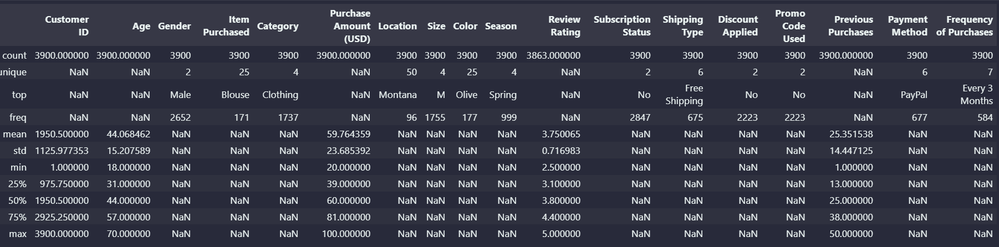 Customer ID Age Gender Item Purchased Category Purchase Amount (USD) Location Size Color Season Review Rating Subscription Status Shipping Type Discount Applied Promo Code Used Previous Purchases Payment Method Frequency of Purchases
count 3900.000000 3900.000000 3900 3900 3900 3900.000000 3900 3900 3900 3900 3863.000000 3900 3900 3900 3900 3900.000000 3900 3900
unique NaN NaN 2 25 4 NaN 50 4 25 4 NaN 2 6 2 2 NaN 6 7
top NaN NaN Male Blouse Clothing NaN Montana M Olive Spring NaN No Free Shipping No No NaN PayPal Every 3 Months
freq NaN NaN 2652 171 1737 NaN 96 1755 177 999 NaN 2847 675 2223 2223 NaN 677 584
mean 1950.500000 44.068462 NaN NaN NaN 59.764359 NaN NaN NaN NaN 3.750065 NaN NaN NaN NaN 25.351538 NaN NaN
std 1125.977353 15.207589 NaN NaN NaN 23.685392 NaN NaN NaN NaN 0.716983 NaN NaN NaN NaN 14.447125 NaN NaN
min 1.000000 18.000000 NaN NaN NaN 20.000000 NaN NaN NaN NaN 2.500000 NaN NaN NaN NaN 1.000000 NaN NaN
25% 975.750000 31.000000 NaN NaN NaN 39.000000 NaN NaN NaN NaN 3.100000 NaN NaN NaN NaN 13.000000 NaN NaN
50% 1950.500000 44.000000 NaN NaN NaN 60.000000 NaN NaN NaN NaN 3.800000 NaN NaN NaN NaN 25.000000 NaN NaN
75% 2925.250000 57.000000 NaN NaN NaN 81.000000 NaN NaN NaN NaN 4.400000 NaN NaN NaN NaN 38.000000 NaN NaN
max 3900.000000 70.000000 NaN NaN NaN 100.000000 NaN NaN NaN NaN 5.000000 NaN NaN NaN NaN 50.000000 NaN NaN